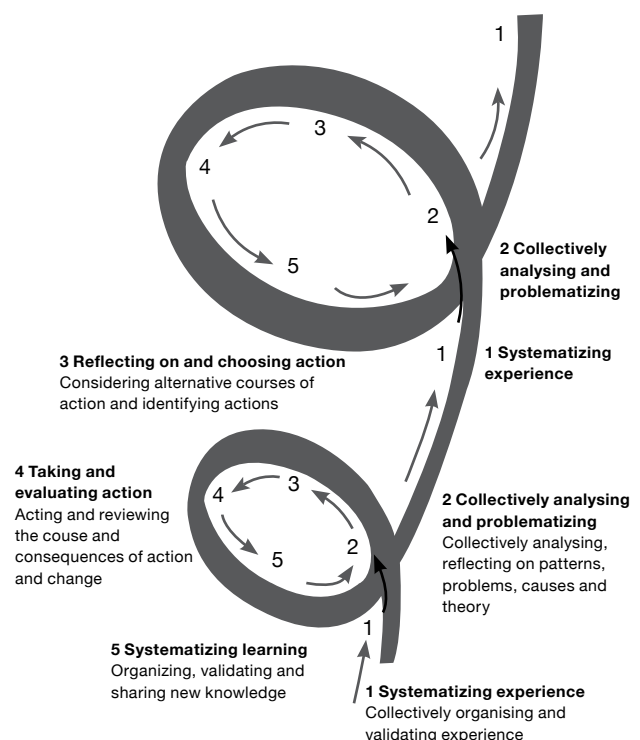 1
3
4
2
5
2 Collectively
analysing and
problematizing
1
1 Systematizing
experience
3 Reflecting on and choosing action
Considering alternative courses of
action and identifying actions
4 Taking and
evaluating action
Acting and reviewing
the couse and
consequences of action
and change
4
3
2
5
2 Collectively analysing
and problematizing
Collectively analysing,
reflecting on patterns,
problems, causes and
theory
1
5 Systematizing learning
Organizing, validating and
sharing new knowledge
1 Systematizing experience
Collectively organising and
validating experience